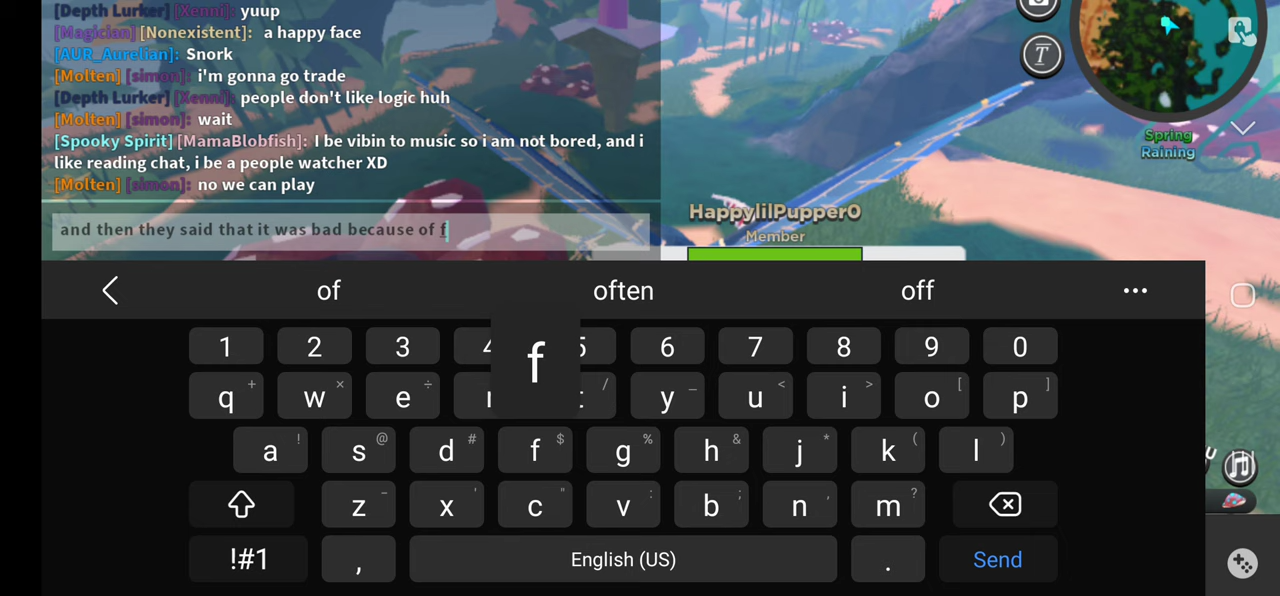 [Depth Lurker] [Xenni]: yuup
[Magician] [Nonexistent]: a happy face
[AUR_Aurelian]: Snork
[Molten] [simon]: i'm gonna go trade
[Depth Lurker] [Xenni]: people don't like logic huh
[Molten] [simon]: wait
[Spooky Spirit] [MamaBlobfish]: I be vibin to music so i am not bored, and i
like reading chat, i be a people watcher XD
[Molten] [simon]: no we can play
and then they said that it was bad because of f
T
Spring
Raining
HappylilPupper0
Member
of often off
1 2 3 4 5 6 7 8 9 0
f
q + w × e ÷ / y _ u < i > o [ p ]
a ! s @ d # f $ g % h & j * k ( l )
z - x ' c " v : b ; n , m ?
!#1 , English (US) . Send